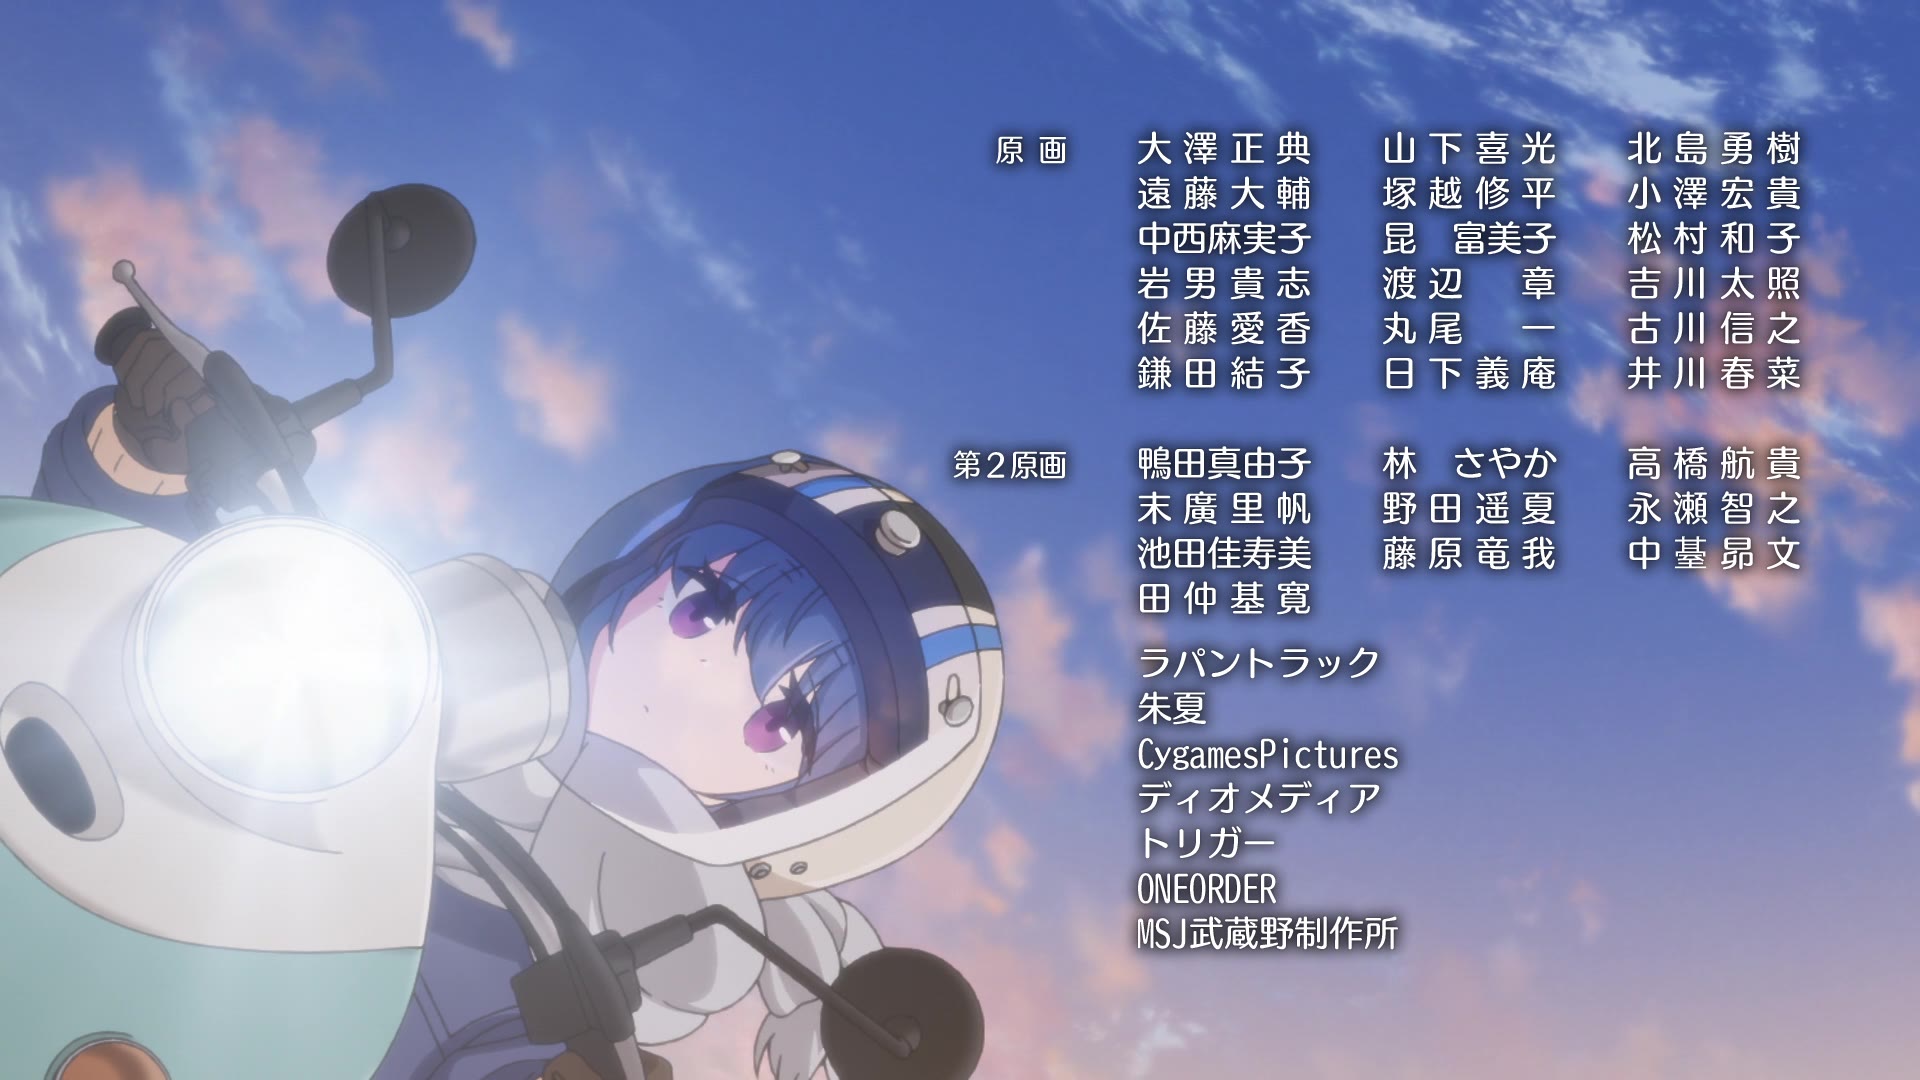 原画 大澤正典 山下喜光 北島勇樹
遠藤大輔 塚越修平 小澤宏貴
中西麻実子 昆 富美子 松村和子
岩男貴志 渡辺 章 吉川太照
佐藤愛香 丸尾 一 古川信之
鎌田結子 日下義庵 井川春菜
第2原画 鴨田真由子 林 さやか 高橋航貴
末廣里帆 野田遥夏 永瀬智之
池田佳寿美 藤原竜我 中䑓昴文
田仲基寛
ラパントラック
朱夏
CygamesPictures
ディオメディア
トリガー
ONEORDER
MSJ武蔵野制作所